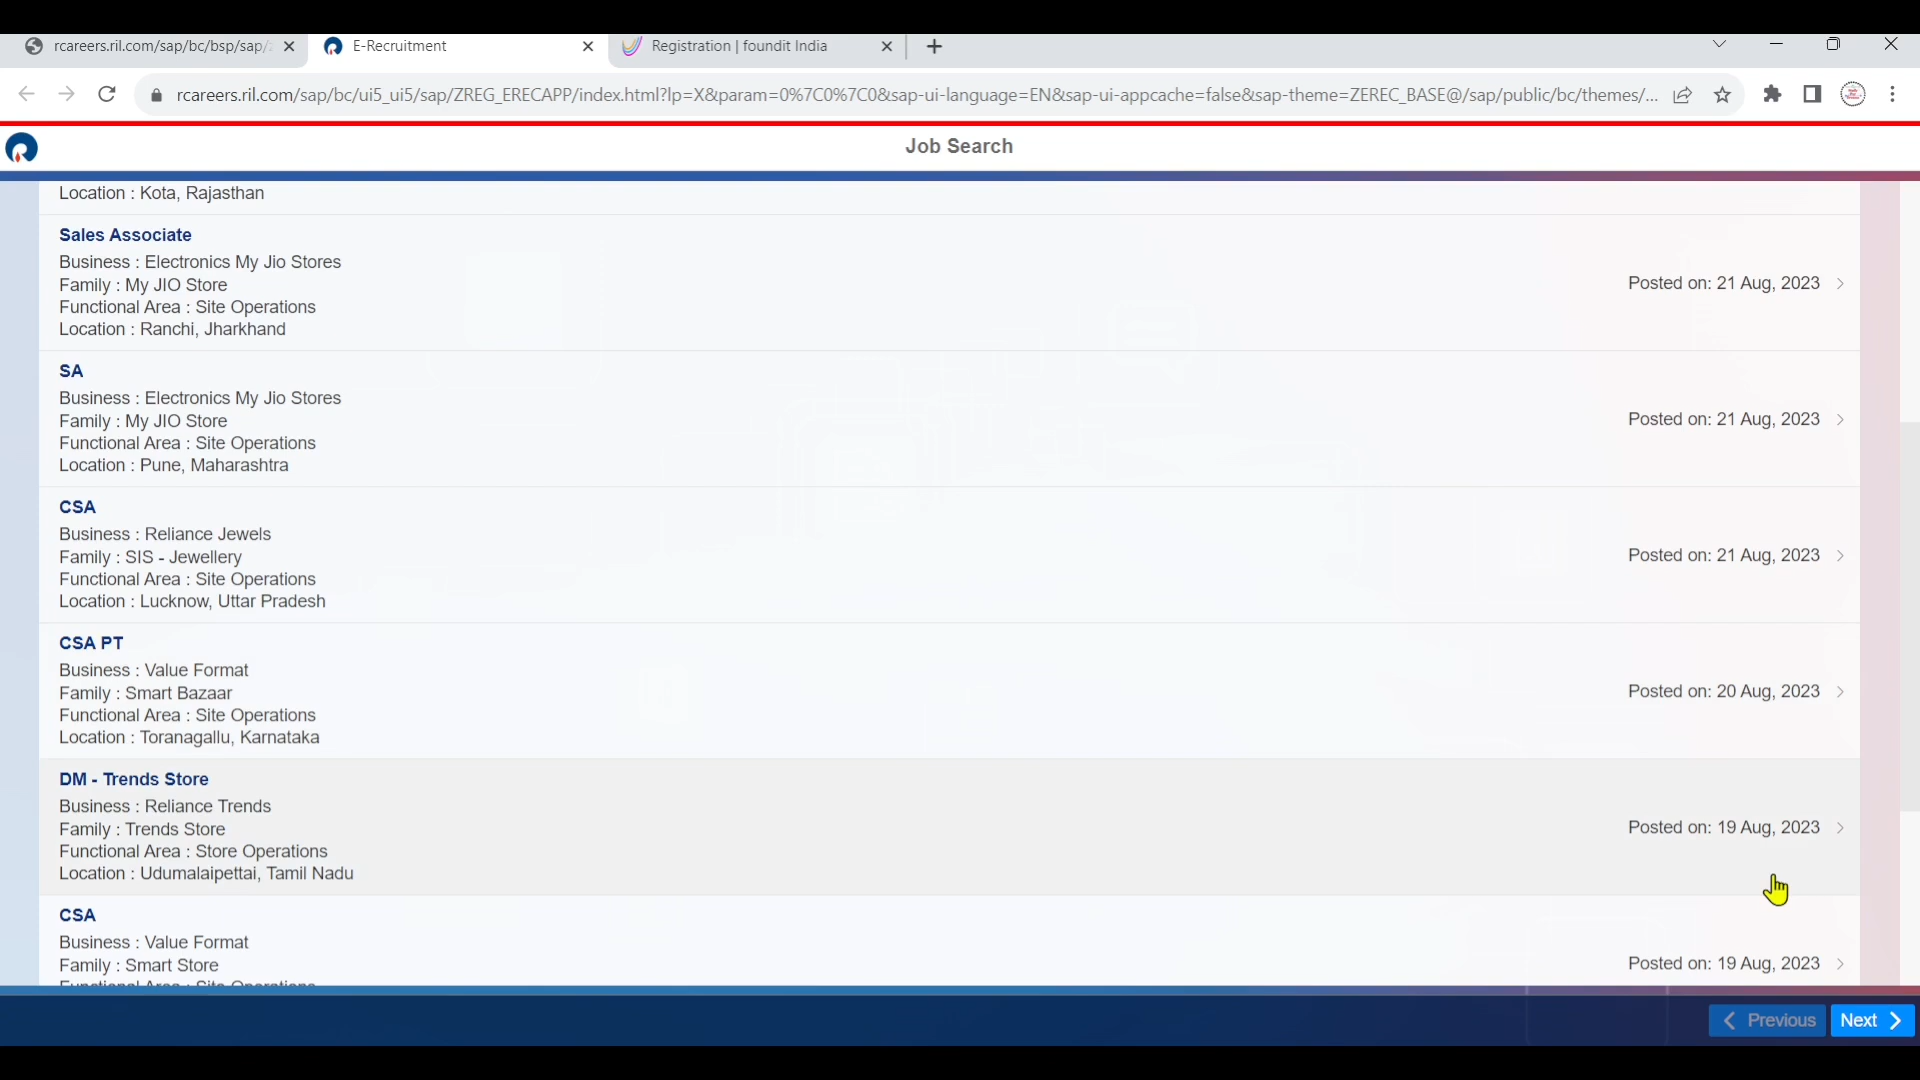 rcareers.ril.com/sap/bc/bsp/sap/
E-Recruitment
Registration | foundit India
rcareers.ril.com/sap/bc/ui5_ui5/sap/ZREG_ERECAPP/index.html?lp=X&param=0%7C0%7C0&sap-ui-language=EN&sap-ui-appcache=false&sap-theme=ZEREC_BASE@/sap/public/bc/themes/...
Job Search
Location : Kota, Rajasthan
Sales Associate
Business : Electronics My Jio Stores
Family : My JIO Store
Functional Area : Site Operations
Location : Ranchi, Jharkhand
Posted on: 21 Aug, 2023
SA
Business : Electronics My Jio Stores
Family : My JIO Store
Functional Area : Site Operations
Location : Pune, Maharashtra
Posted on: 21 Aug, 2023
CSA
Business : Reliance Jewels
Family : SIS - Jewellery
Functional Area : Site Operations
Location : Lucknow, Uttar Pradesh
Posted on: 21 Aug, 2023
CSA PT
Business : Value Format
Family : Smart Bazaar
Functional Area : Site Operations
Location : Toranagallu, Karnataka
Posted on: 20 Aug, 2023
DM - Trends Store
Business : Reliance Trends
Family : Trends Store
Functional Area : Store Operations
Location : Udumalaipettai, Tamil Nadu
Posted on: 19 Aug, 2023
CSA
Business : Value Format
Family : Smart Store
Functional Area : Site Operations
Posted on: 19 Aug, 2023
Previous
Next